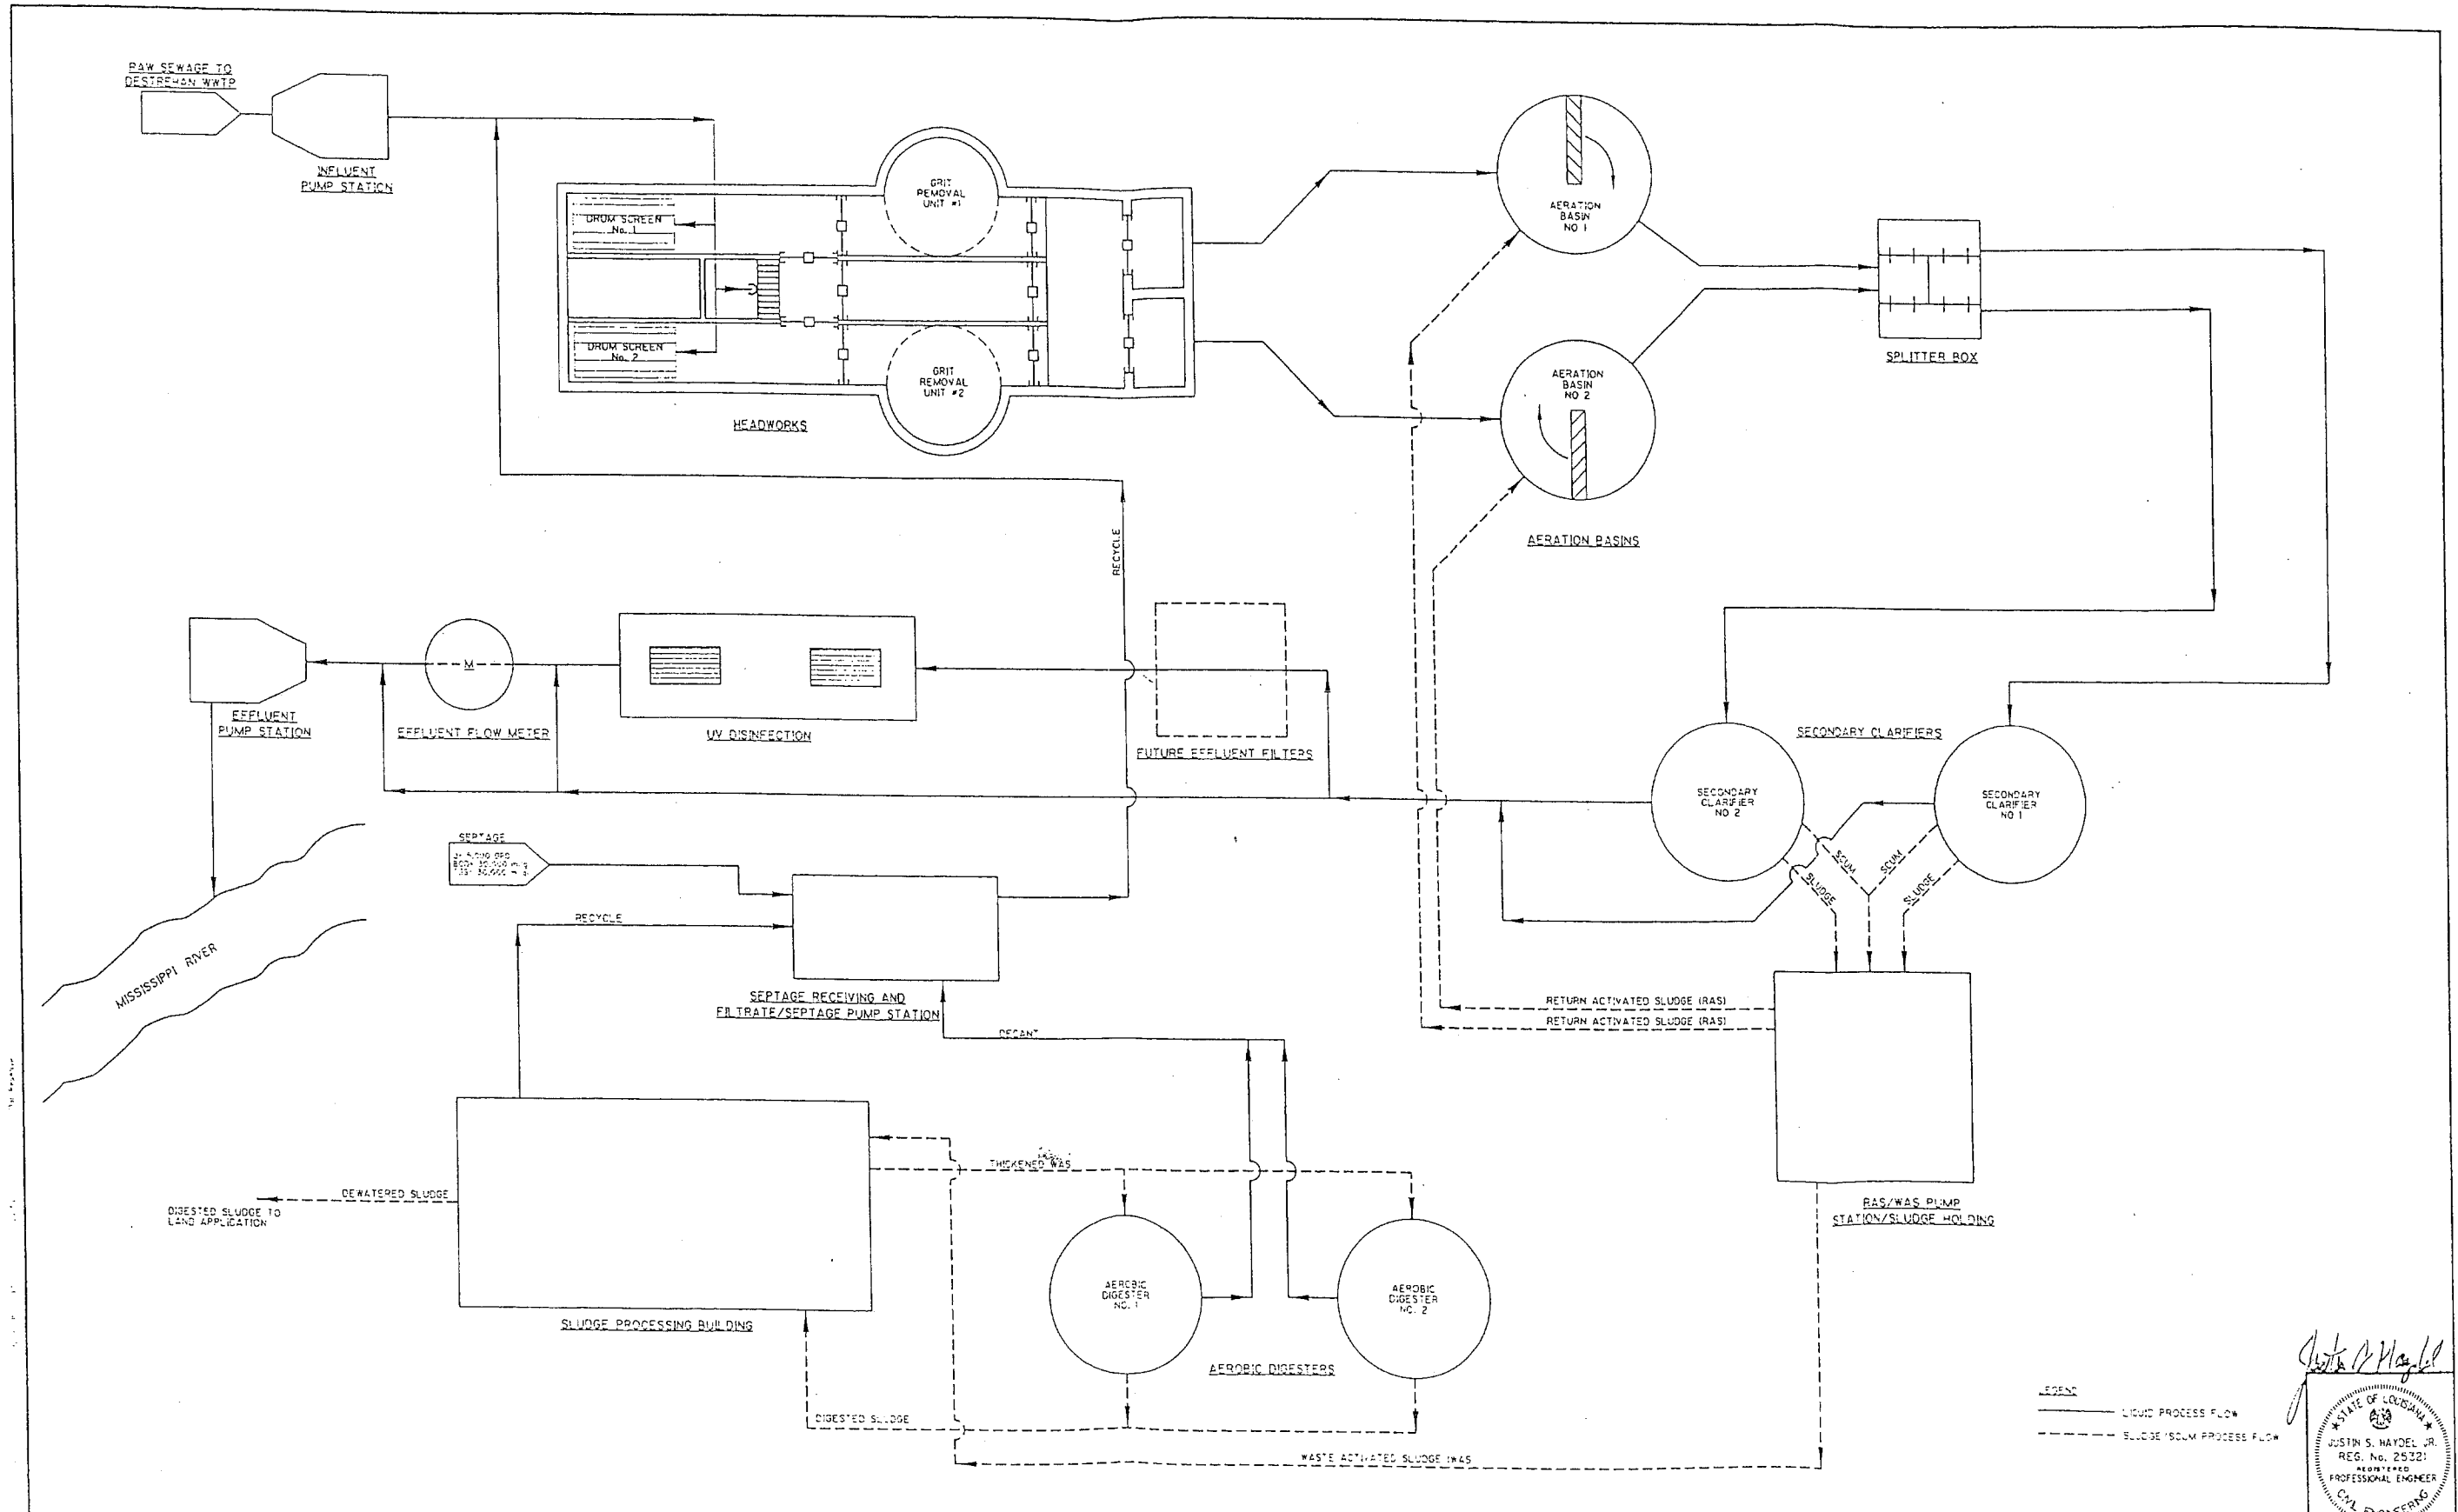 RAW SEWAGE TO
DESTREHAN WWTP
INFLUENT
PUMP STATION
DRUM SCREEN
No. 1
GRIT
REMOVAL
UNIT #1
DRUM SCREEN
No. 2
GRIT
REMOVAL
UNIT #2
HEADWORKS
AERATION
BASIN
NO 1
AERATION
BASIN
NO 2
AERATION BASINS
SPLITTER BOX
RECYCLE
EFFLUENT
PUMP STATION
M
EFFLUENT FLOW METER
UV DISINFECTION
FUTURE EFFLUENT FILTERS
SECONDARY CLARIFIERS
SECONDARY
CLARIFIER
NO 2
SECONDARY
CLARIFIER
NO 1
SCUM
SCUM
SLUDGE
SLUDGE
SEPTAGE
RECYCLE
MISSISSIPPI RIVER
SEPTAGE RECEIVING AND
FILTRATE/SEPTAGE PUMP STATION
RETURN ACTIVATED SLUDGE (RAS)
RETURN ACTIVATED SLUDGE (RAS)
DECANT
THICKENED WAS
DEWATERED SLUDGE
DIGESTED SLUDGE TO
LAND APPLICATION
RAS/WAS PUMP
STATION/SLUDGE HOLDING
AEROBIC
DIGESTER
NO. 1
AEROBIC
DIGESTER
NO. 2
SLUDGE PROCESSING BUILDING
AEROBIC DIGESTERS
DIGESTED SLUDGE
WASTE ACTIVATED SLUDGE (WAS
LEGEND
LIQUID PROCESS FLOW
SLUDGE/SCUM PROCESS FLOW
STATE OF LOUISIANA
JUSTIN S. HAYDEL JR.
REG. No. 25321
REGISTERED
PROFESSIONAL ENGINEER
CIVIL ENGINEERING